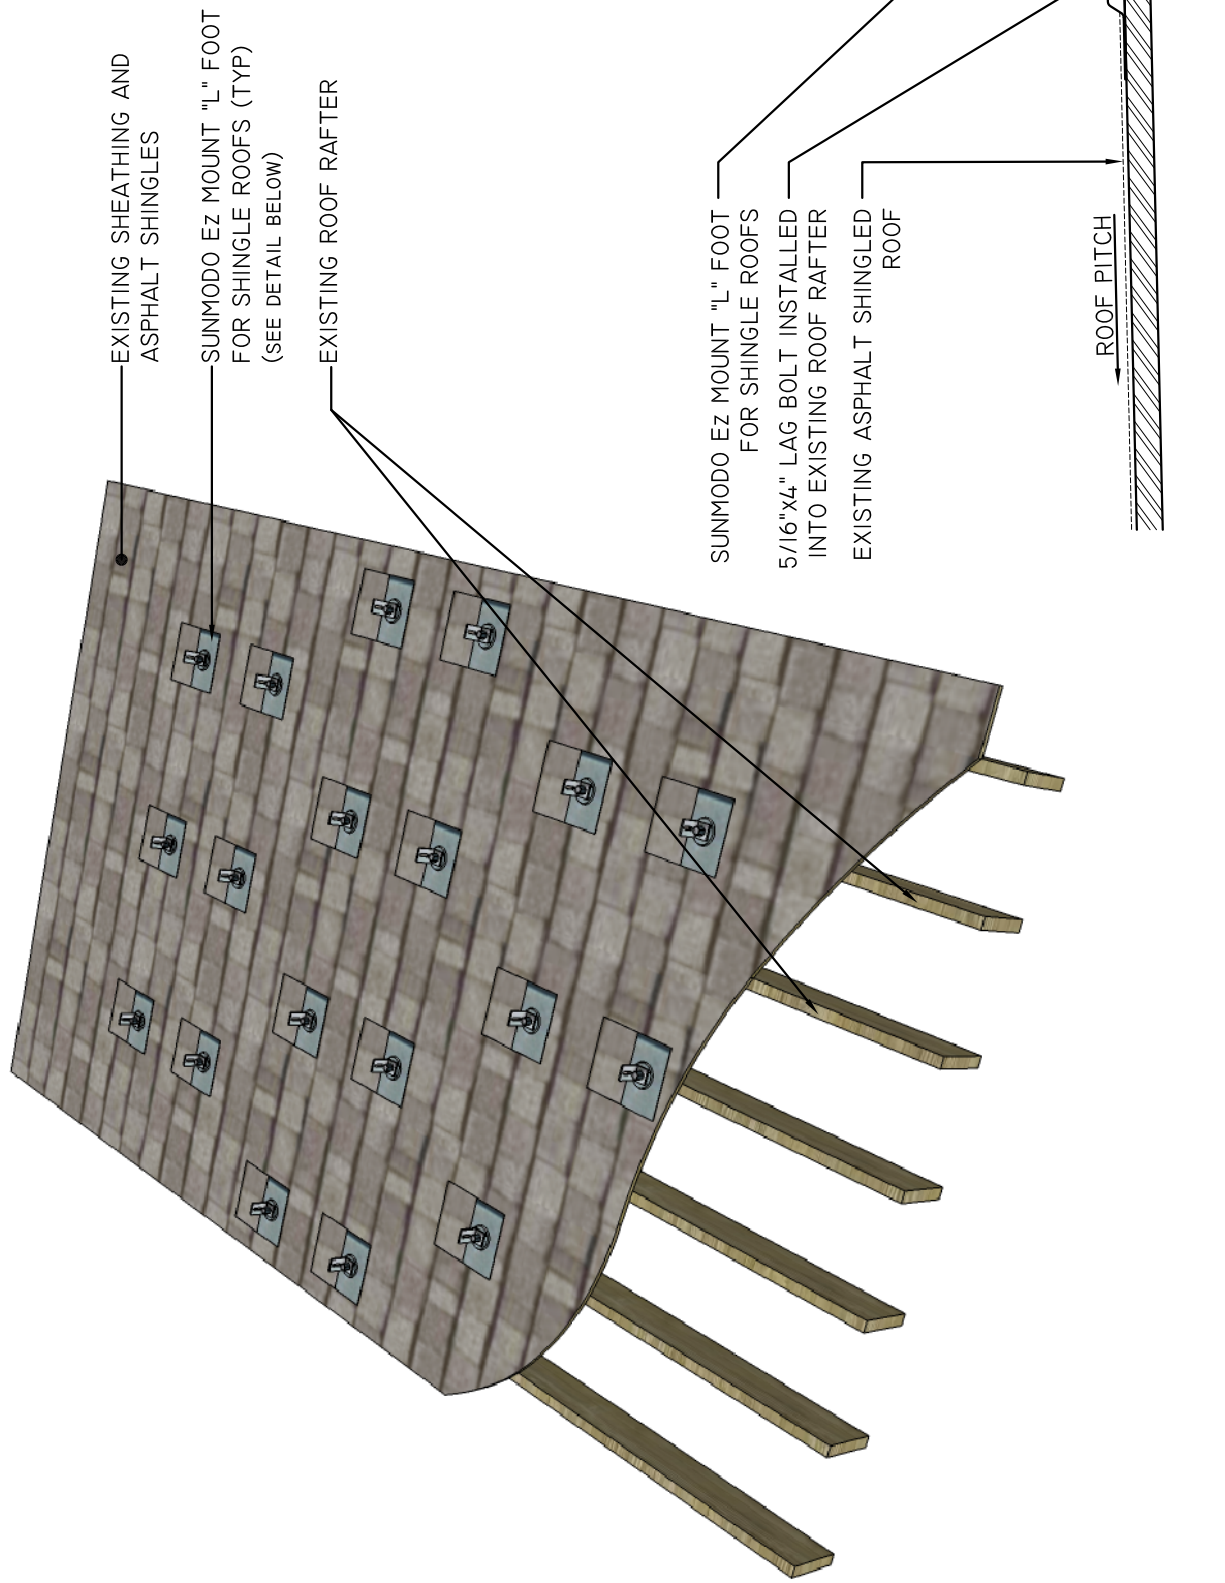 EXISTING SHEATHING AND
ASPHALT SHINGLES
SUNMODO Ez MOUNT "L" FOOT
FOR SHINGLE ROOFS (TYP)
(SEE DETAIL BELOW)
EXISTING ROOF RAFTER
SUNMODO Ez MOUNT "L" FOOT
FOR SHINGLE ROOFS
5/16"x4" LAG BOLT INSTALLED
INTO EXISTING ROOF RAFTER
EXISTING ASPHALT SHINGLED
ROOF
ROOF PITCH